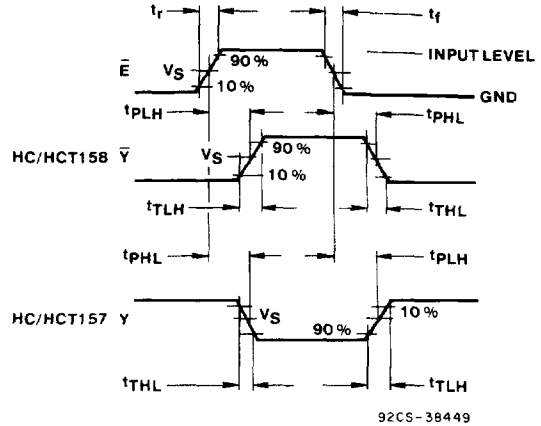 tr
tf
INPUT LEVEL
E̅
VS
90 %
10 %
GND
tPLH
tPHL
HC/HCT158 Y̅
VS
90 %
10 %
tTLH
tTHL
tPHL
tPLH
HC/HCT157 Y
VS
90 %
10 %
tTHL
tTLH
92CS-38449